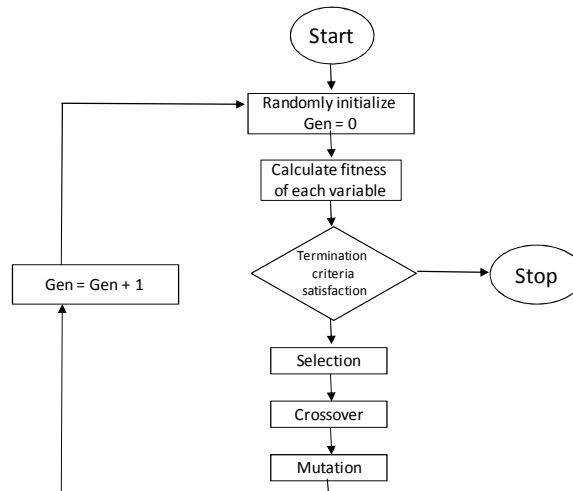 Start
Randomly initialize
Gen = 0
Calculate fitness
of each variable
Termination
criteria
satisfaction
Stop
Gen = Gen + 1
Selection
Crossover
Mutation